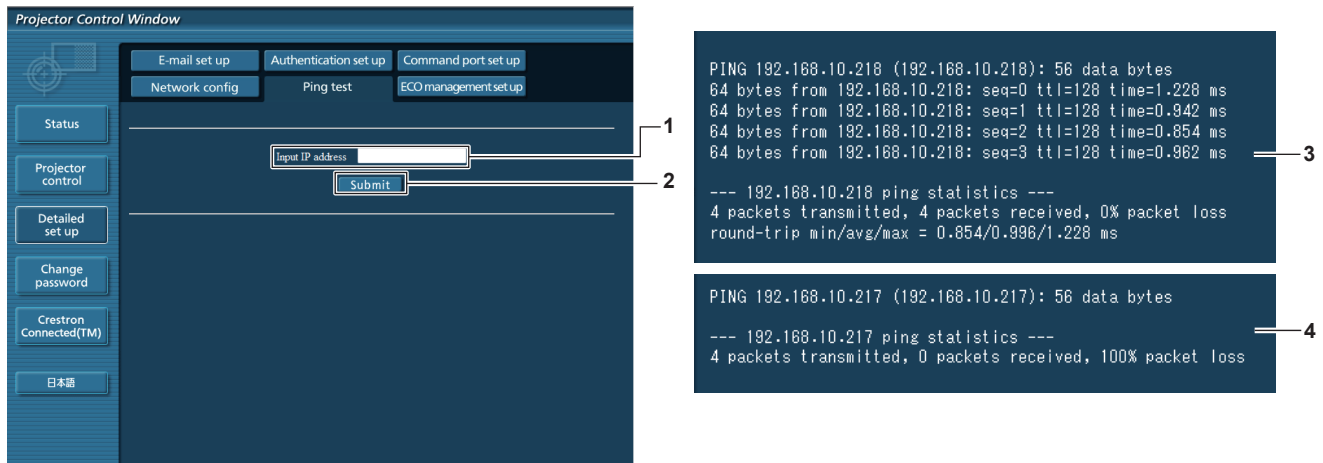 Projector Control Window
E-mail set up
Authentication set up
Command port set up
Network config
Ping test
ECO management set up
Status
Projector
control
Detailed
set up
Change
password
Crestron
Connected(TM)
日本語
Input IP address
Submit
1
2
PING 192.168.10.218 (192.168.10.218): 56 data bytes
64 bytes from 192.168.10.218: seq=0 ttl=128 time=1.228 ms
64 bytes from 192.168.10.218: seq=1 ttl=128 time=0.942 ms
64 bytes from 192.168.10.218: seq=2 ttl=128 time=0.854 ms
64 bytes from 192.168.10.218: seq=3 ttl=128 time=0.962 ms
3
--- 192.168.10.218 ping statistics ---
4 packets transmitted, 4 packets received, 0% packet loss
round-trip min/avg/max = 0.854/0.996/1.228 ms
PING 192.168.10.217 (192.168.10.217): 56 data bytes
--- 192.168.10.217 ping statistics ---
4
4 packets transmitted, 0 packets received, 100% packet loss